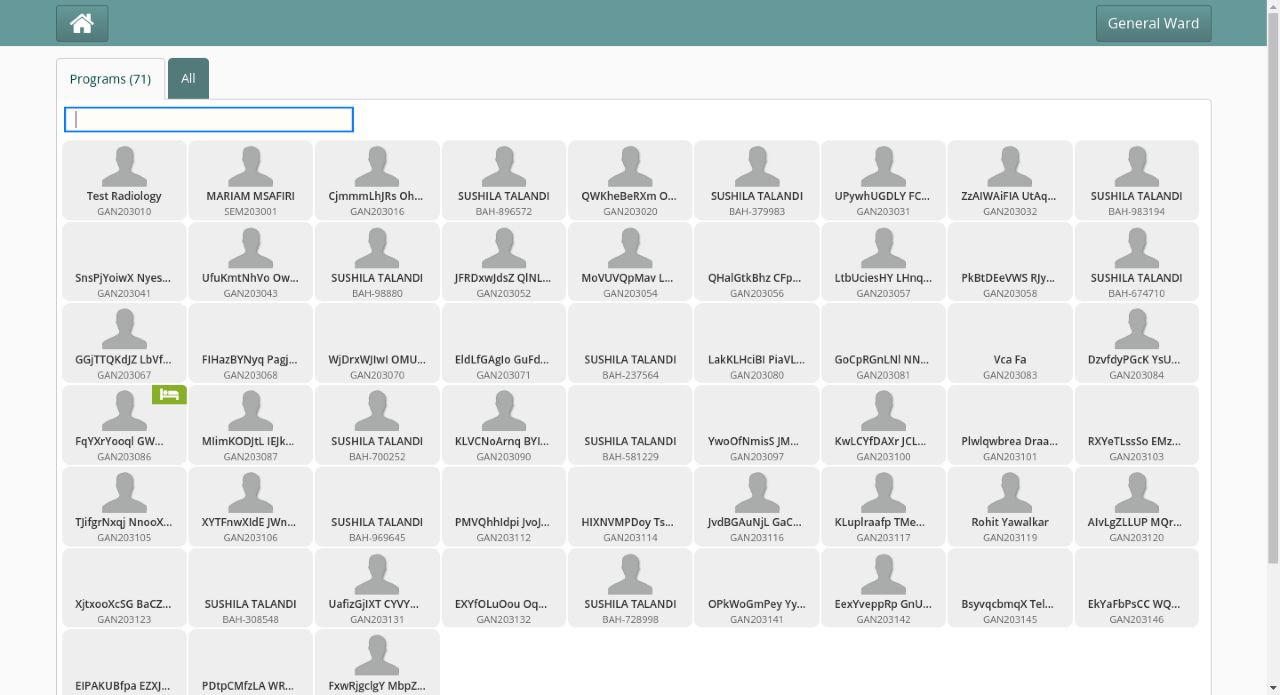 General Ward
Programs (71)
All
Test Radiology
GAN203010
MARIAM MSAFIRI
SEM203001
CjmmmLhJRs Oh...
GAN203016
SUSHILA TALANDI
BAH-896572
QWKheBeRXm O...
GAN203020
SUSHILA TALANDI
BAH-379983
UPywhUGDLY FC...
GAN203031
ZzAIWAiFIA UtAq...
GAN203032
SUSHILA TALANDI
BAH-983194
SnsPjYoiwX Nyes...
GAN203041
UfuKmtNhVo Ow...
GAN203043
SUSHILA TALANDI
BAH-98880
JFRDxwJdsZ QlNL...
GAN203052
MoVUVQpMav L...
GAN203054
QHalGtkBhz CFp...
GAN203056
LtbUciesHY LHnq...
GAN203057
PkBtDEeVWS RJy...
GAN203058
SUSHILA TALANDI
BAH-674710
GGjTTQKdJZ LbVf...
GAN203067
FIHazBYNyq Pagj...
GAN203068
WjDrxWJIwI OMU...
GAN203070
EldLfGAgIo GuFd...
GAN203071
SUSHILA TALANDI
BAH-237564
LakKLHciBI PiaVL...
GAN203080
GoCpRGnLNl NN...
GAN203081
Vca Fa
GAN203083
DzvfdyPGcK YsU...
GAN203084
FqYXrYooql GW...
GAN203086
MIimKODJtL IEJk...
GAN203087
SUSHILA TALANDI
BAH-700252
KLVCNoArnq BYI...
GAN203090
SUSHILA TALANDI
BAH-581229
YwoOfNmisS JM...
GAN203097
KwLCYfDAXr JCL...
GAN203100
Plwlqwbrea Draa...
GAN203101
RXYeTLssSo EMz...
GAN203103
TJifgrNxqj NnooX...
GAN203105
XYTFnwXIdE JWn...
GAN203106
SUSHILA TALANDI
BAH-969645
PMVQhhIdpi JvoJ...
GAN203112
HIXNVMPDoy Ts...
GAN203114
JvdBGAuNjL GaC...
GAN203116
KLuplraafp TMe...
GAN203117
Rohit Yawalkar
GAN203119
AIvLgZLLUP MQr...
GAN203120
XjtxooXcSG BaCZ...
GAN203123
SUSHILA TALANDI
BAH-308548
UafizGjIXT CYVY...
GAN203131
EXYfOLuOou Oq...
GAN203132
SUSHILA TALANDI
BAH-728998
OPkWoGmPey Yy...
GAN203141
EexYveppRp GnU...
GAN203142
BsyvqcbmqX Tel...
GAN203145
EkYaFbPsCC WQ...
GAN203146
EIPAKUBfpa EZXJ...
PDtpCMfzLA WR...
FxwRjgclgY MbpZ...